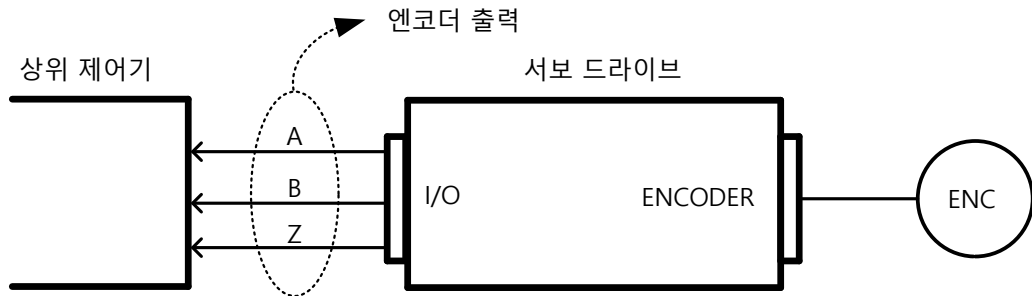 엔코더 출력
상위 제어기
서보 드라이브
A
B
Z
I/O
ENCODER
ENC